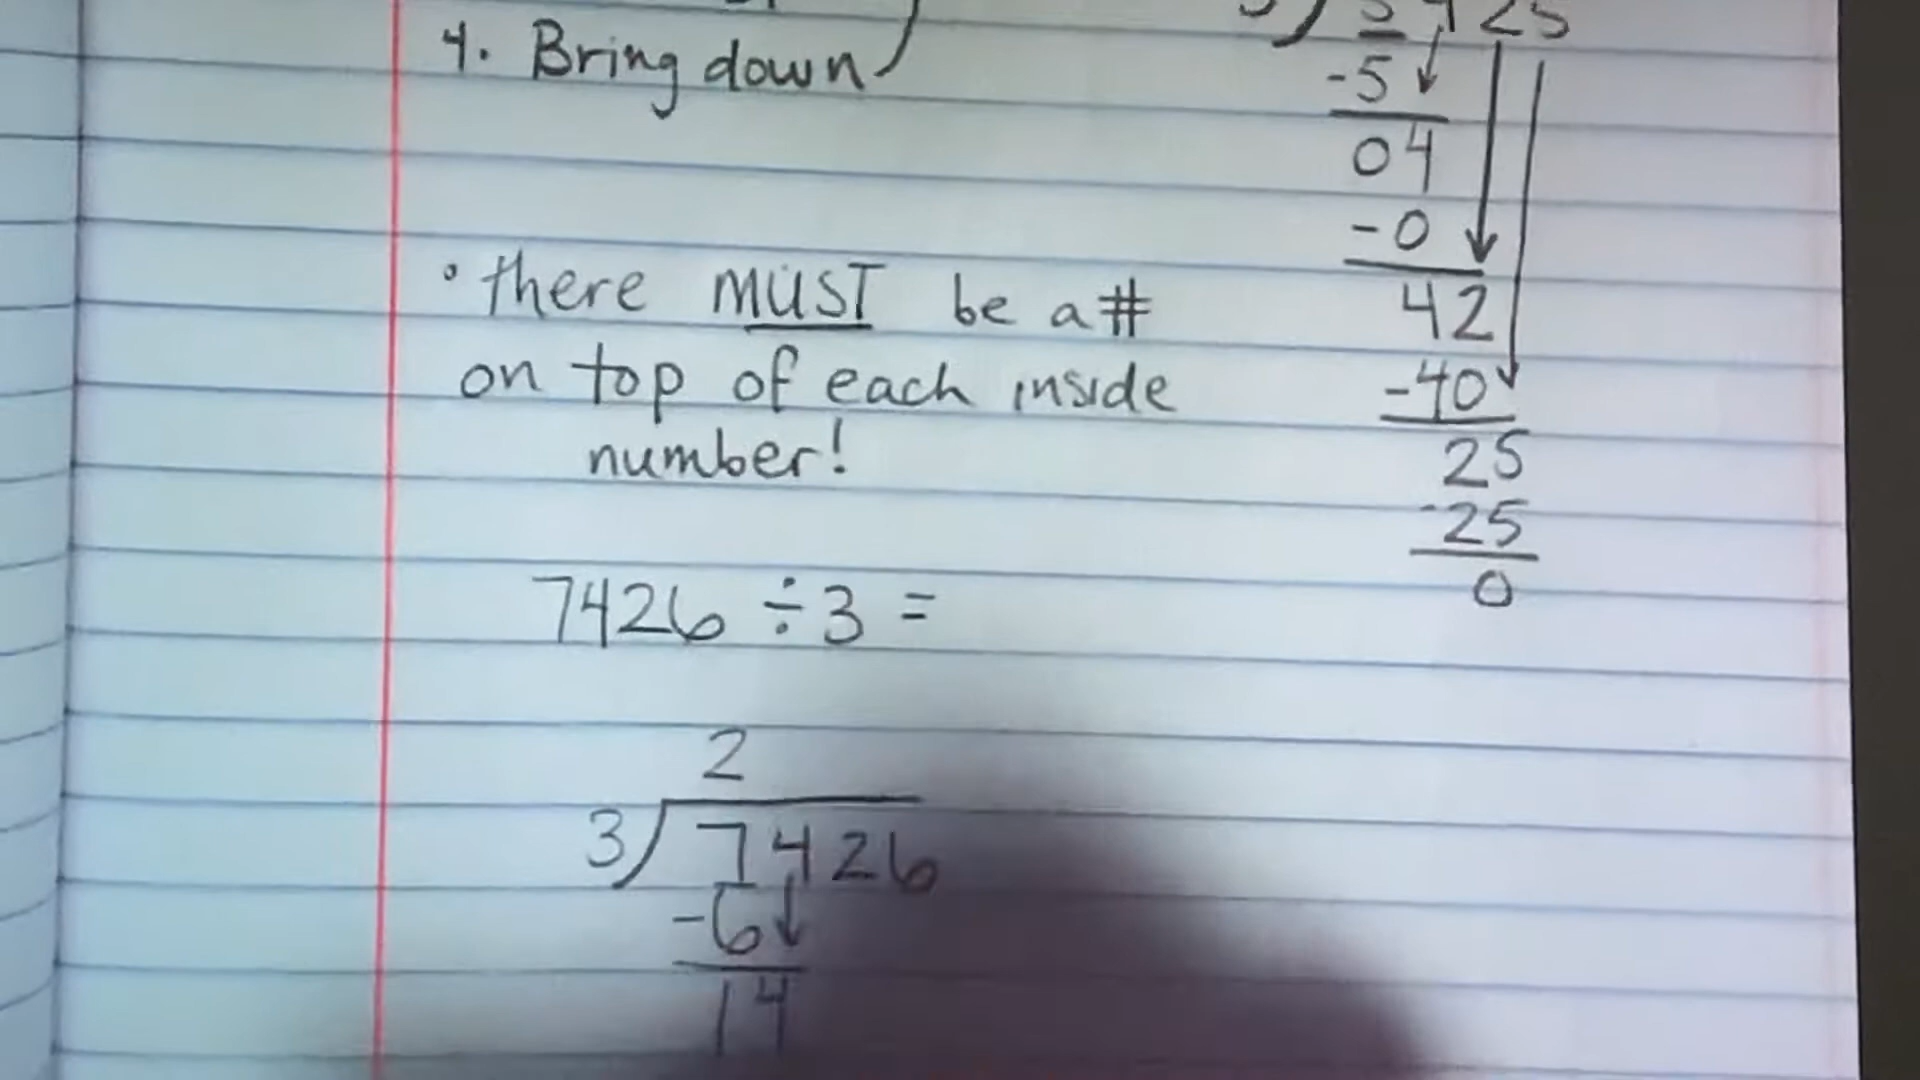 4. Bring down
5425
-5
04
-0
42
-40
25
-25
0
• there MUST be a #
on top of each inside
number!
7426 ÷ 3 =
2
3)7426
-6
14